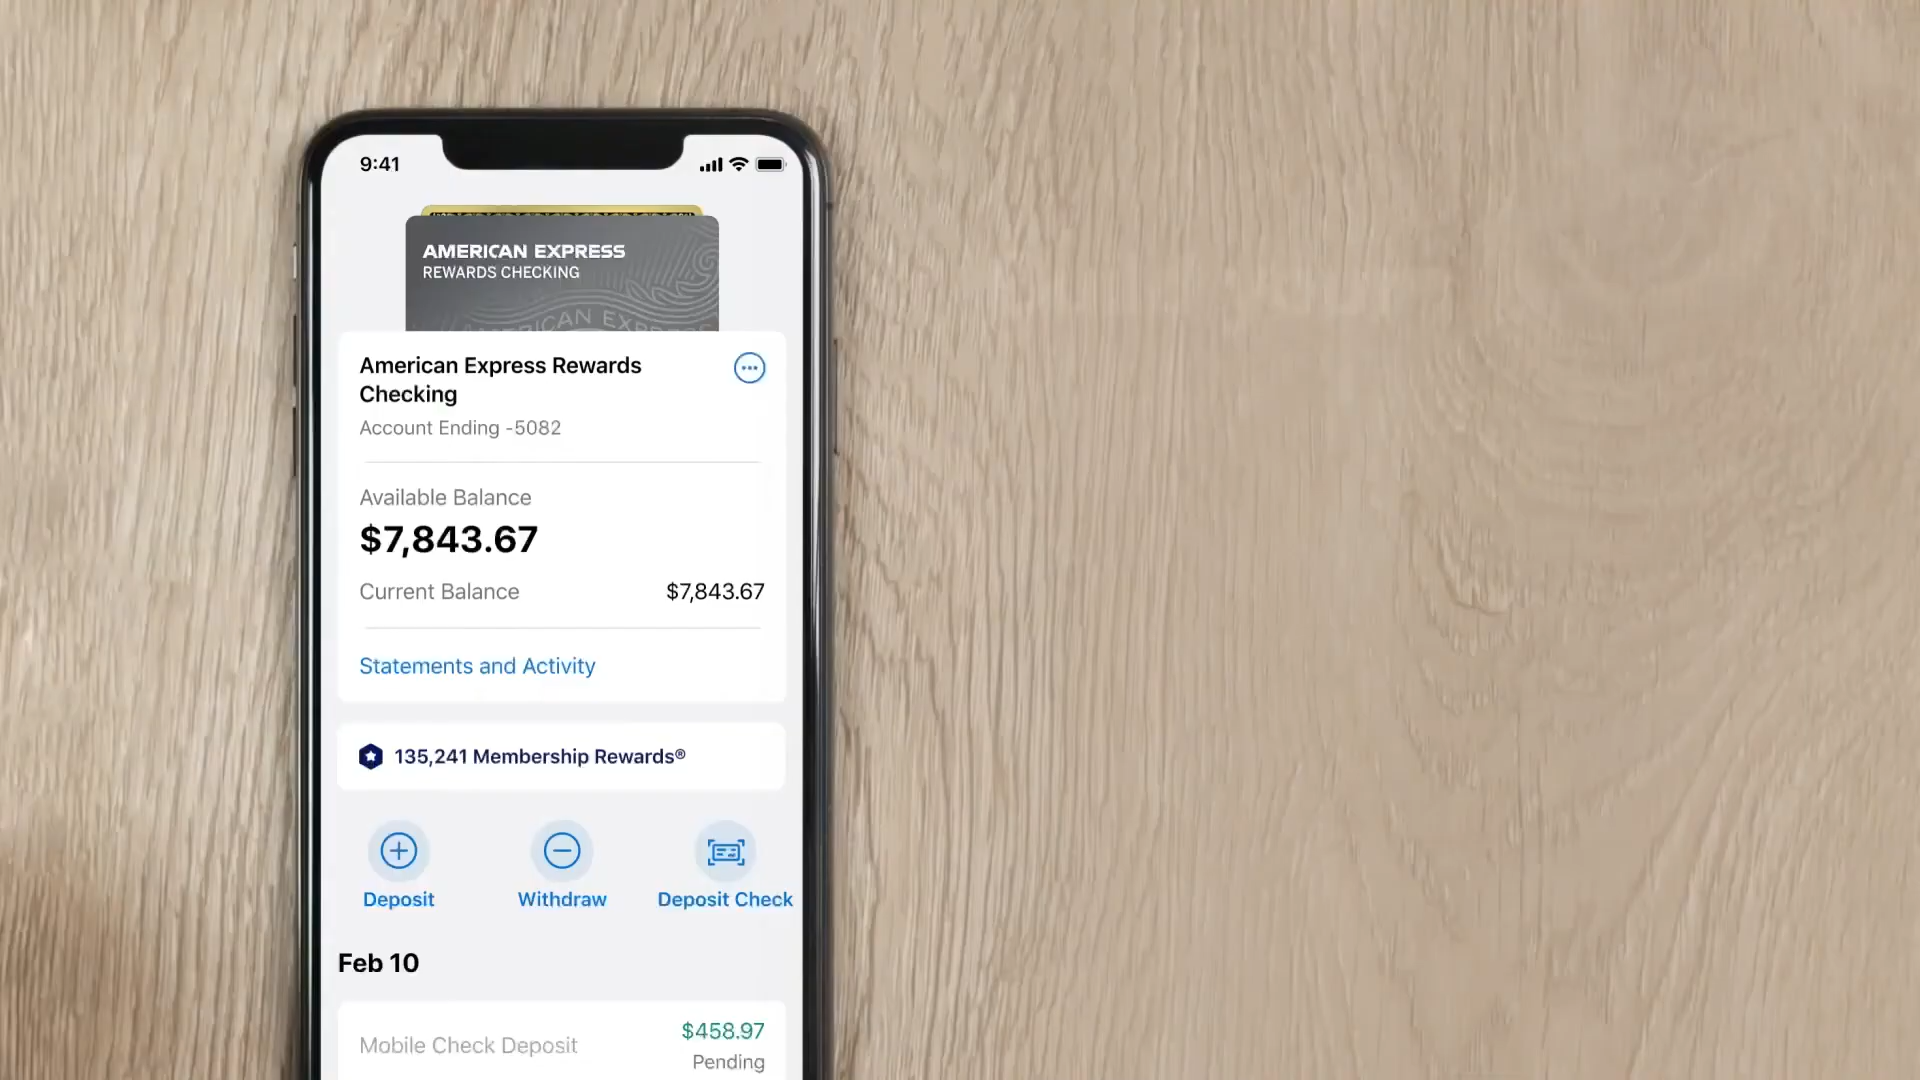 9:41
AMERICAN EXPRESS
REWARDS CHECKING
AMERICAN EXPRESS
American Express Rewards
Checking
Account Ending -5082
Available Balance
$7,843.67
Current Balance
$7,843.67
Statements and Activity
135,241 Membership Rewards®
Deposit
Withdraw
Deposit Check
Feb 10
Mobile Check Deposit
$458.97
Pending